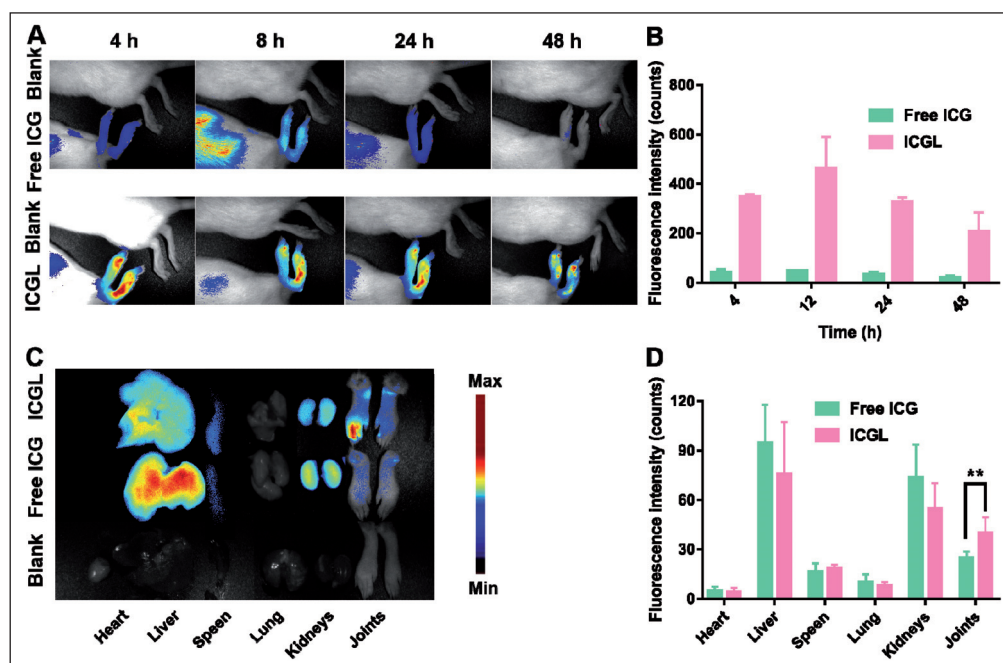 A
4 h 8 h 24 h 48 h
Blank
Free ICG
Blank
ICGL
B
Fluorescence Intensity (counts)
800
600
400
200
0
Free ICG
ICGL
4 12 24 48
Time (h)
C
ICGL
Free ICG
Blank
Heart Liver Speen Lung Kidneys Joints
Max
Min
D
Fluorescence Intensity (counts)
120
90
60
30
0
Free ICG
ICGL
**
Heart Liver Speen Lung Kidneys Joints